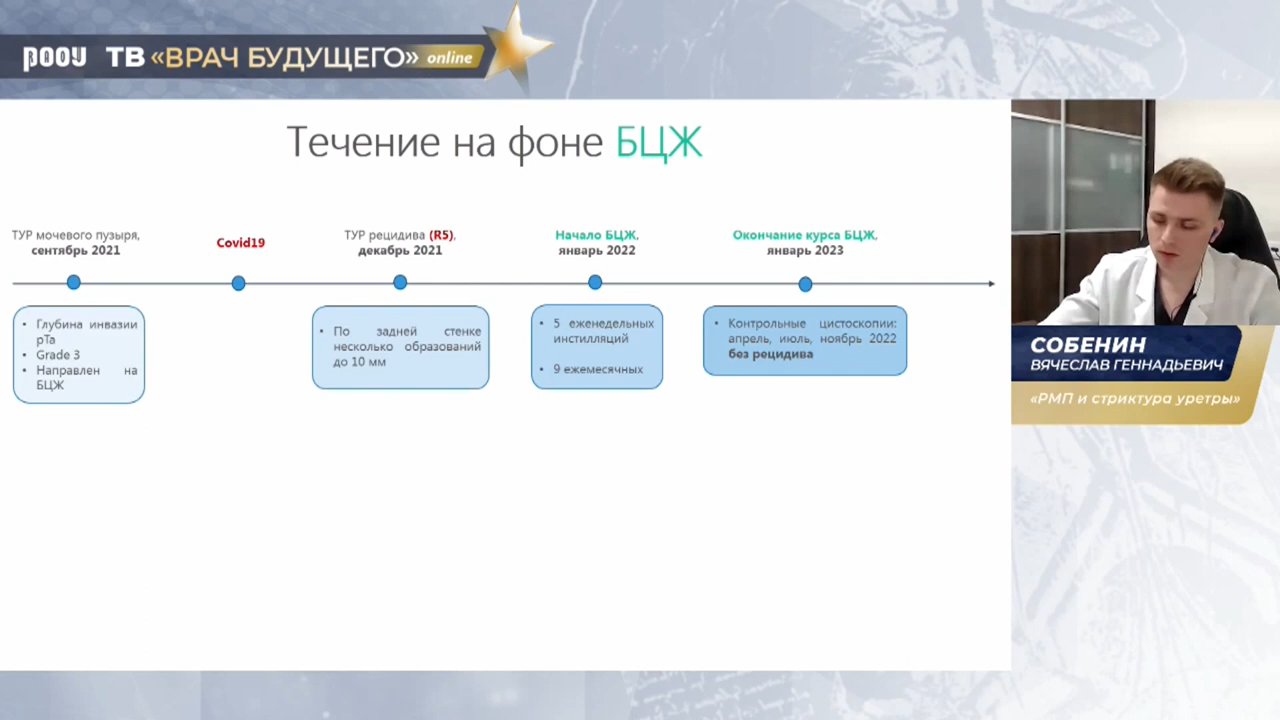 РООУ ТВ «ВРАЧ БУДУЩЕГО» online
Течение на фоне БЦЖ
ТУР мочевого пузыря,
сентябрь 2021
Covid19
ТУР рецидива (R5),
декабрь 2021
Начало БЦЖ,
январь 2022
Окончание курса БЦЖ,
январь 2023
• Глубина инвазии
pTa
• Grade 3
• Направлен на
БЦЖ
• По задней стенке
несколько образований
до 10 мм
• 5 еженедельных
инстилляций
• 9 ежемесячных
• Контрольные цистоскопии:
апрель, июль, ноябрь 2022
без рецидива
СОБЕНИН
ВЯЧЕСЛАВ ГЕННАДЬЕВИЧ
«РМП и стриктура уретры»